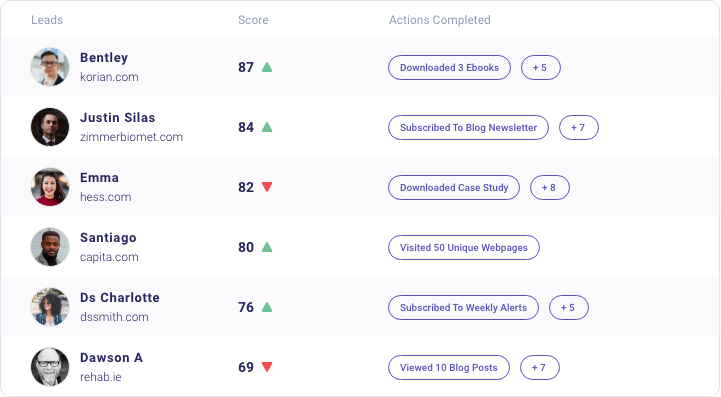 Leads Score Actions Completed
Bentley
korian.com
87
Downloaded 3 Ebooks
+ 5
Justin Silas
zimmerbiomet.com
84
Subscribed To Blog Newsletter
+ 7
Emma
hess.com
82
Downloaded Case Study
+ 8
Santiago
capita.com
80
Visited 50 Unique Webpages
Ds Charlotte
dssmith.com
76
Subscribed To Weekly Alerts
+ 5
Dawson A
rehab.ie
69
Viewed 10 Blog Posts
+ 7